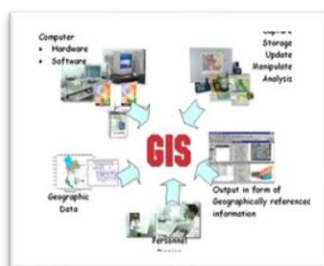 Computer
• Hardware
• Software
Capture
Storage
Update
Manipulate
Analysis
GIS
Geographic
Data
Output in form of
Geographically referenced
information
Personnel